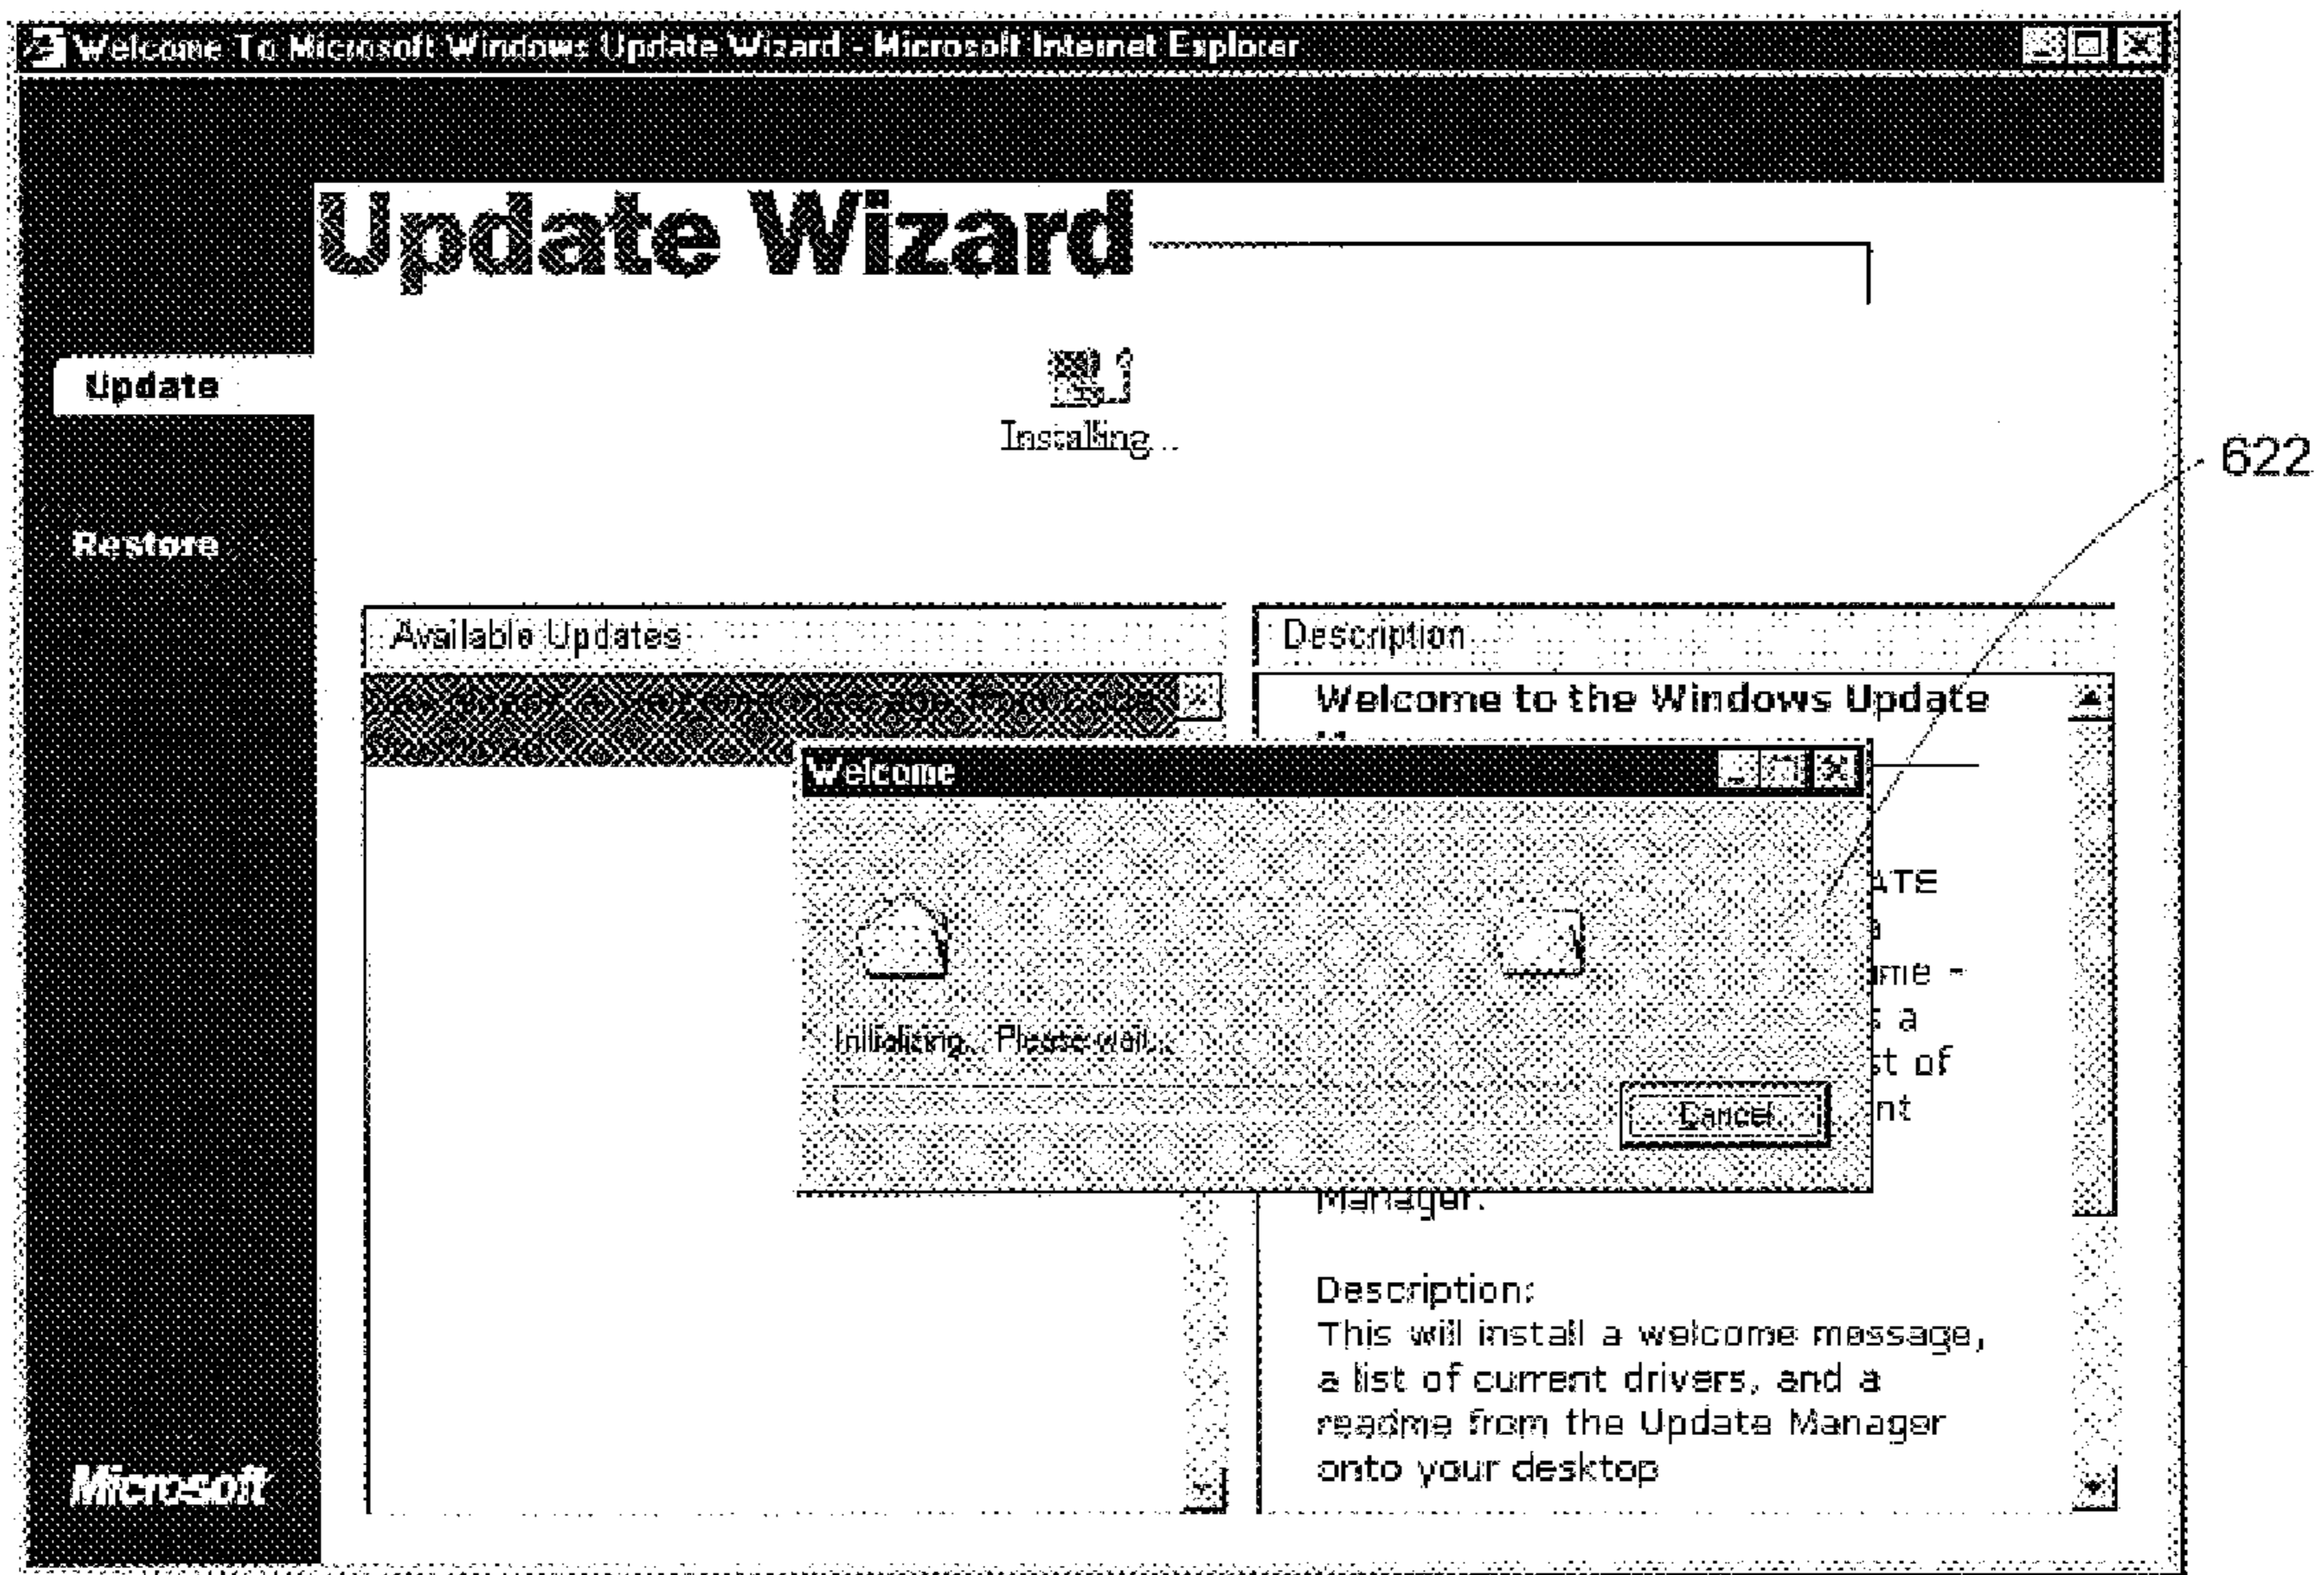 Welcome To Microsoft Windows Update Wizard - Microsoft Internet Explorer
Update Wizard
Update
Installing...
622
Restore
Available Updates
Description
Welcome to the Windows Update
Welcome
ATE
a
me -
s a
Initializing... Please wait...
st of
Cancel
nt
Manager.
Description:
This will install a welcome message,
a list of current drivers, and a
readme from the Update Manager
onto your desktop
Microsoft